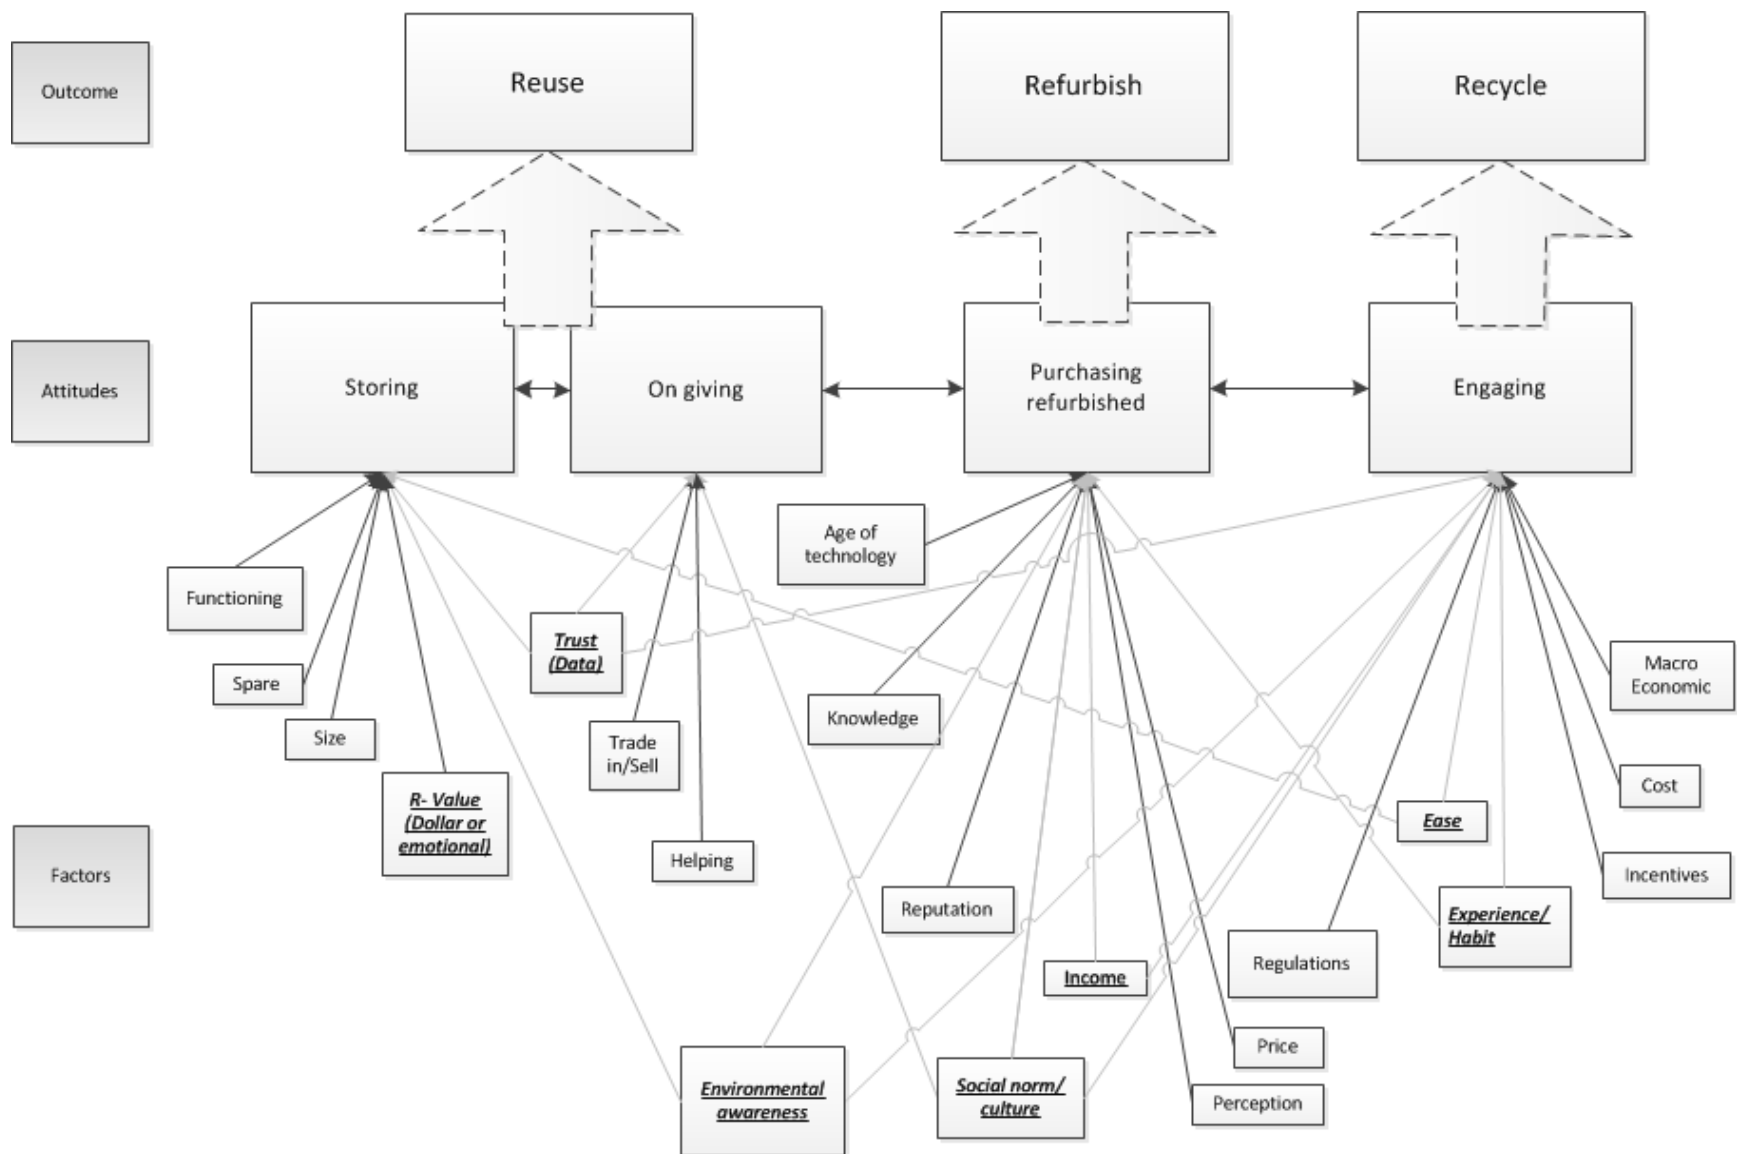 Outcome
Reuse
Refurbish
Recycle
Attitudes
Storing
On giving
Purchasing
refurbished
Engaging
Age of
technology
Functioning
Trust
(Data)
Spare
Macro
Economic
Knowledge
Size
Trade
in/Sell
R- Value
(Dollar or
emotional)
Cost
Ease
Factors
Helping
Incentives
Reputation
Experience/
Habit
Income
Regulations
Price
Environmental
awareness
Social norm/
culture
Perception